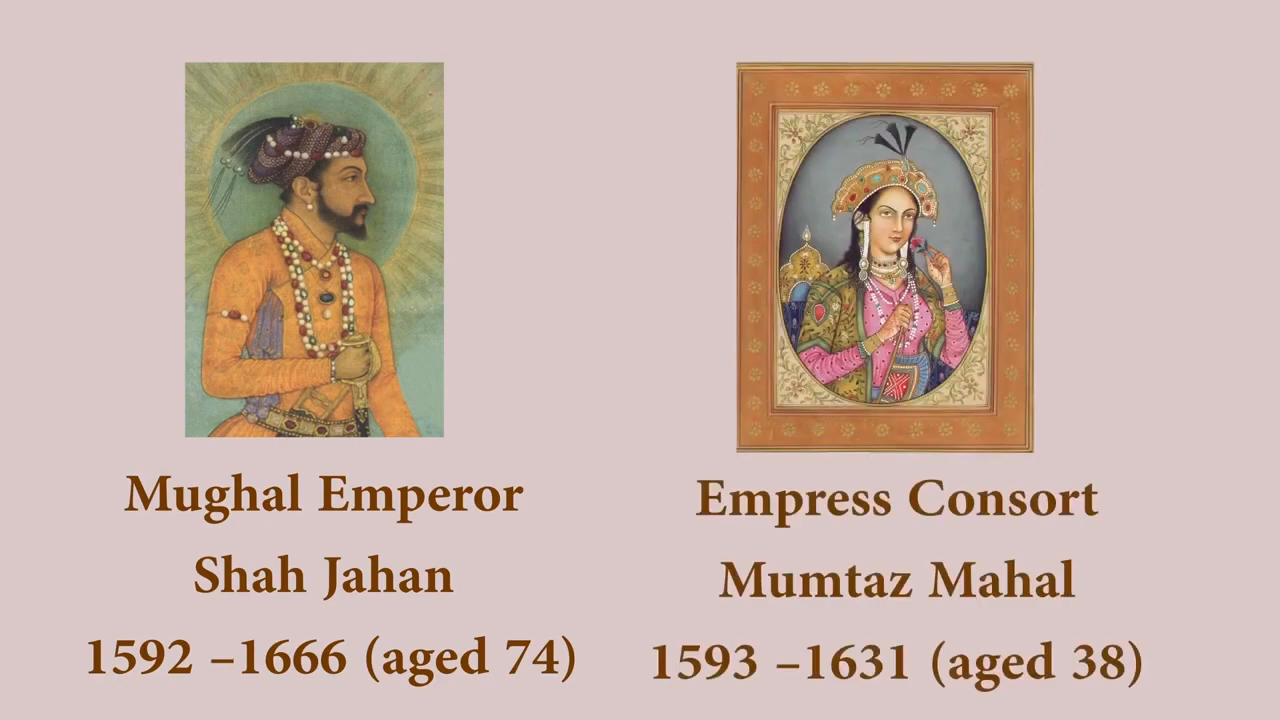 Mughal Emperor
Shah Jahan
1592 –1666 (aged 74)
Empress Consort
Mumtaz Mahal
1593 –1631 (aged 38)